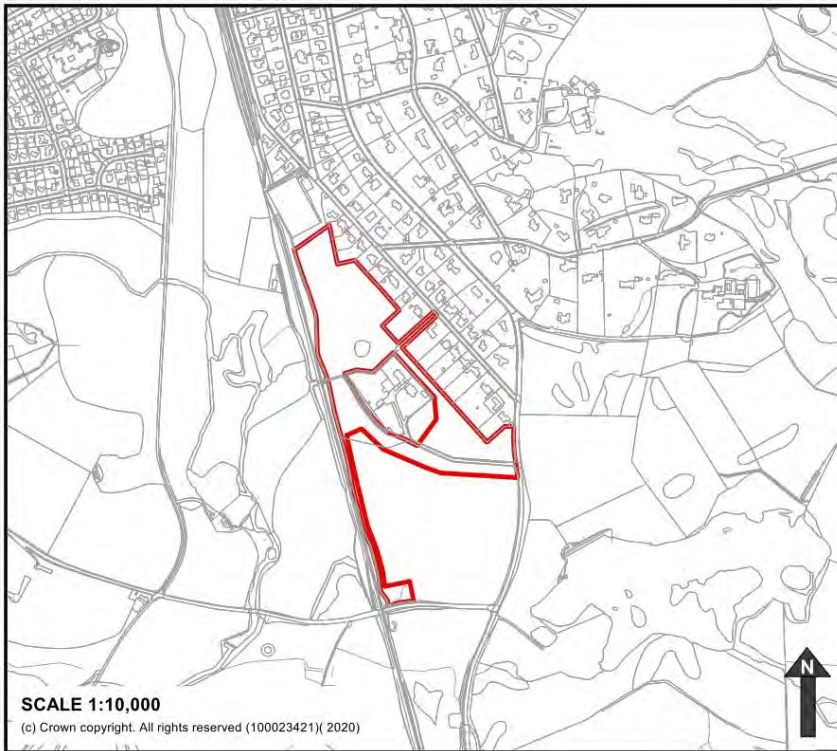 SCALE 1:10,000
(c) Crown copyright. All rights reserved (100023421)( 2020)
N